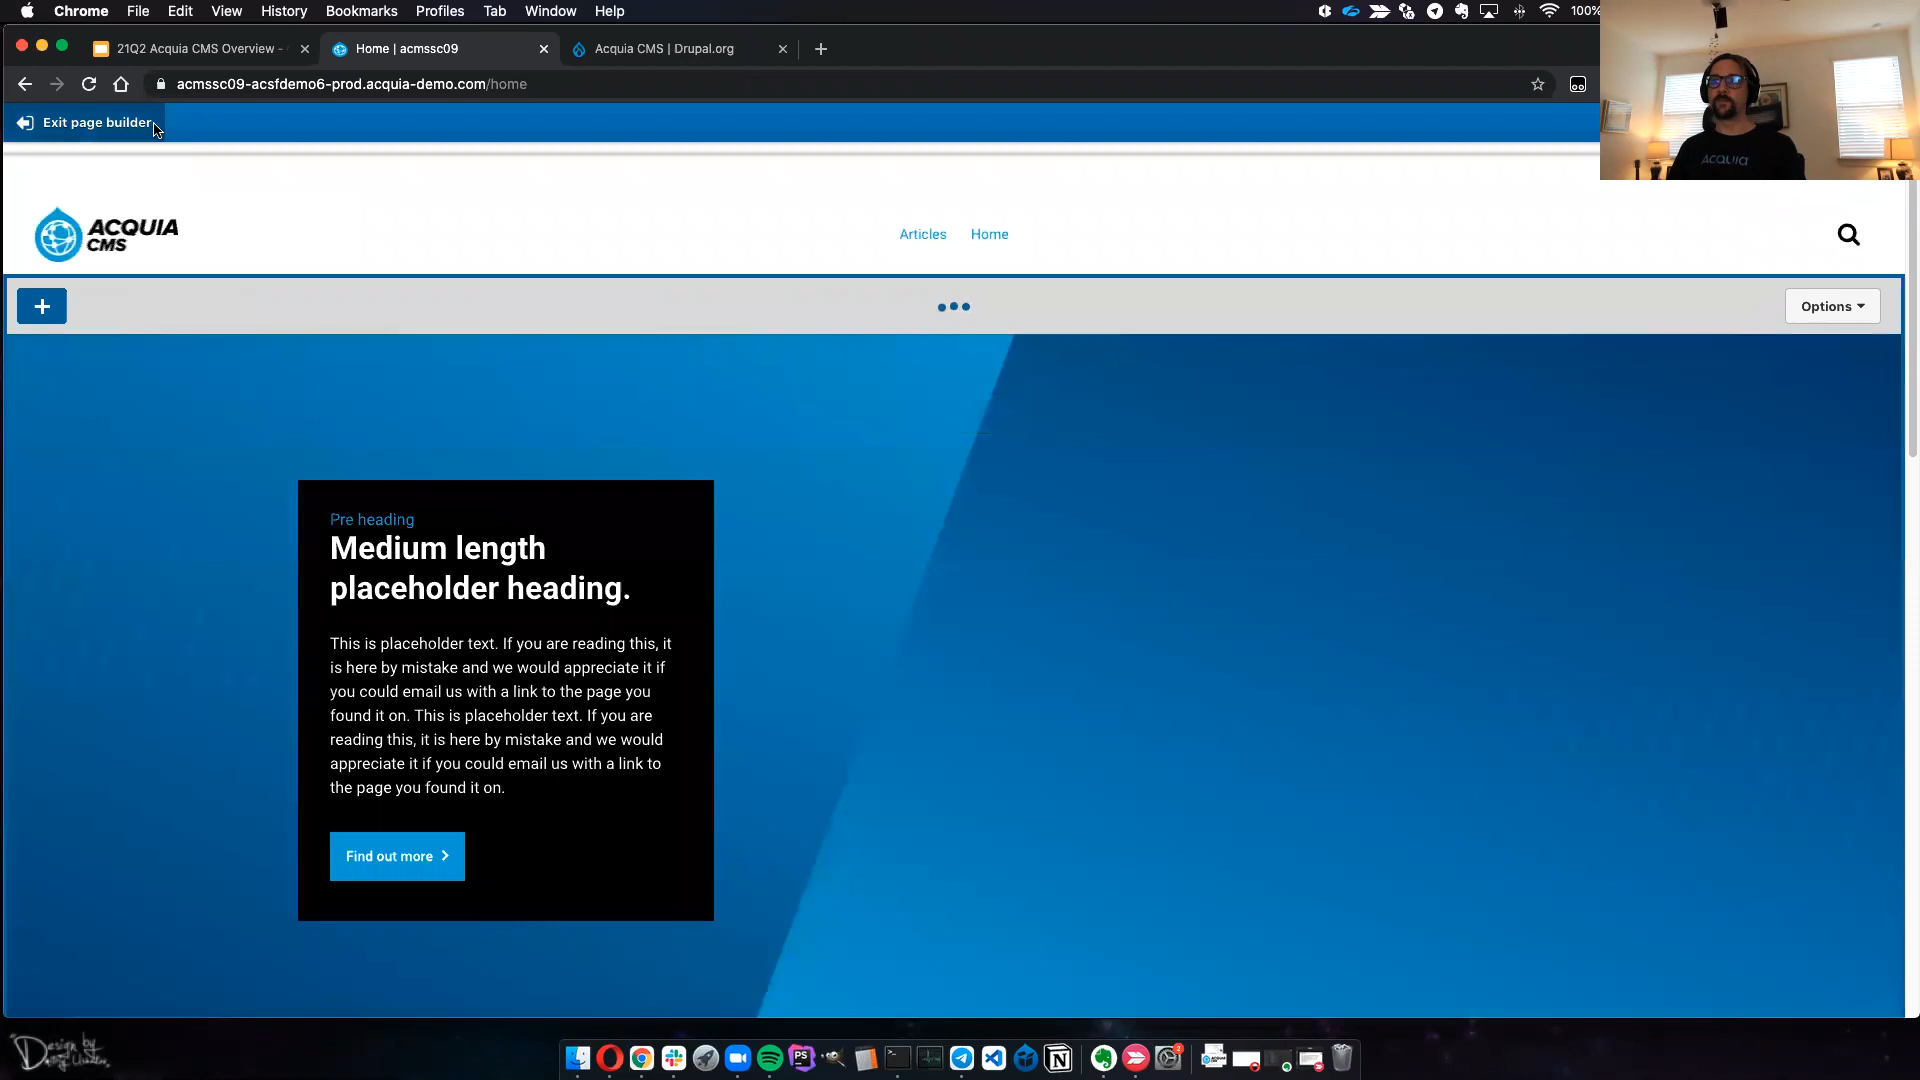 Chrome File Edit View History Bookmarks Profiles Tab Window Help 100%
21Q2 Acquia CMS Overview - Home | acmssc09 Acquia CMS | Drupal.org
acmssc09-acsfdemo6-prod.acquia-demo.com/home
Exit page builder
ACQUIA
ACQUIA
CMS
Articles Home
+
Options
Pre heading
Medium length
placeholder heading.
This is placeholder text. If you are reading this, it
is here by mistake and we would appreciate it if
you could email us with a link to the page you
found it on. This is placeholder text. If you are
reading this, it is here by mistake and we would
appreciate it if you could email us with a link to
the page you found it on.
Find out more
Design by
PS
N
2